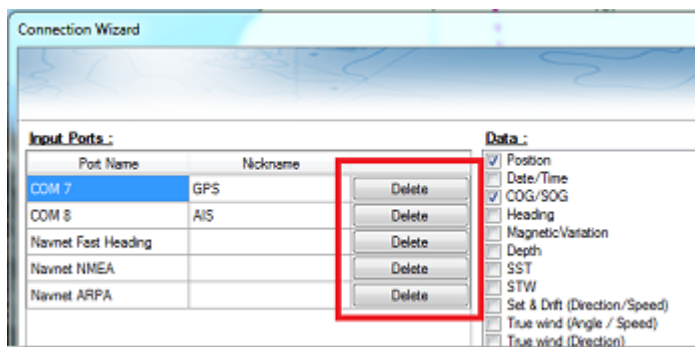 Connection Wizard
Input Ports :
Port Name Nickname
COM 7 GPS Delete
COM 8 AIS Delete
Navnet Fast Heading Delete
Navnet NMEA Delete
Navnet ARPA Delete
Data :
Position
Date/Time
COG/SOG
Heading
MagneticVariation
Depth
SST
STW
Set & Drift (Direction/Speed)
True wind (Angle / Speed)
True wind (Direction)